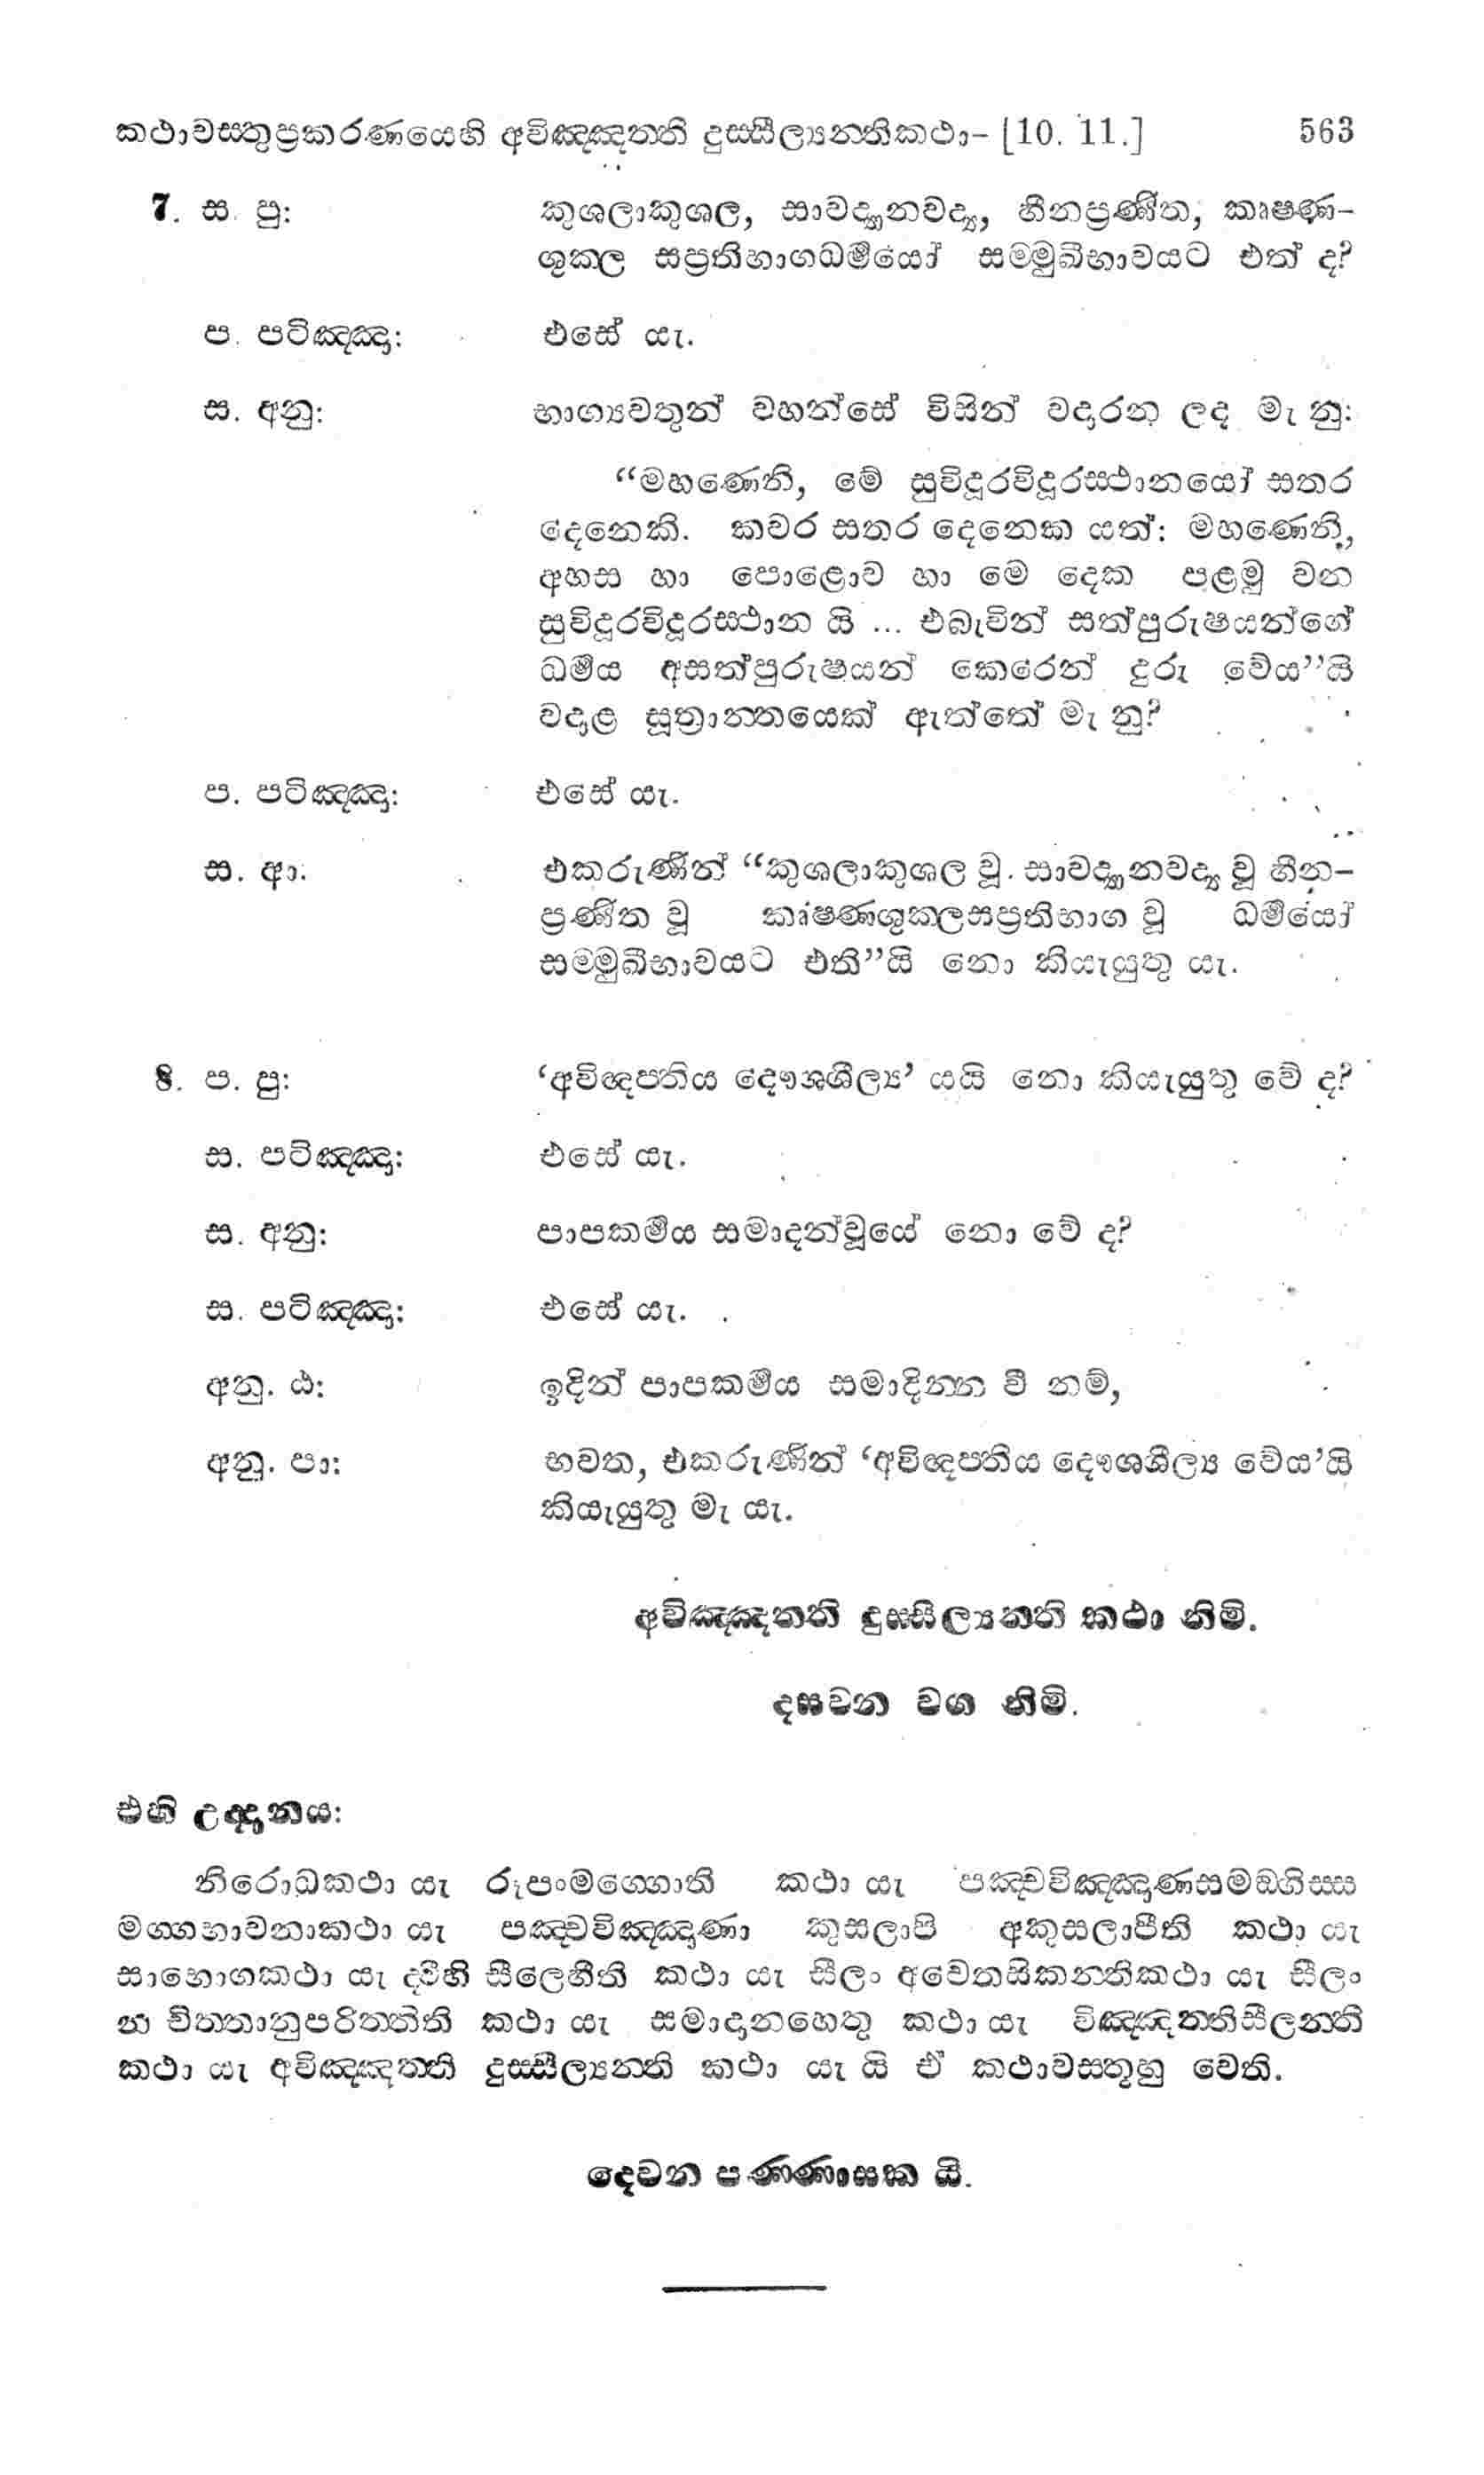 කථාවස්තුප්‍රකරණයෙහි අවිඤ්ඤත්ති දුස්සීල්‍යන්තිකථා- [10. 11.] 563
7. ස. පු: කුශලාකුශල, සාවද්‍යානවද්‍ය, හීනප්‍රණීත, කෘෂ්ණ-
ශුක්ල සප්‍රතිභාගධර්මයෝ සම්මුඛීභාවයට එත් ද?
ප. පටිඤ්ඤා: එසේ යැ.
ස. අනු: භාග්‍යවතුන් වහන්සේ විසින් වදාරන ලද මැ නු:
“මහණෙනි, මේ සුවිදූරවිදූරස්ථානයෝ සතර
දෙනෙකි. කවර සතර දෙනෙක යත්: මහණෙනි,
අහස හා පොළොව හා මෙ දෙක පළමු වන
සුවිදූරවිදූරස්ථාන යි ... එබැවින් සත්පුරුෂයන්ගේ
ධර්මය අසත්පුරුෂයන් කෙරෙන් දුරු වේය”යි
වදාළ සූත්‍රාන්තයෙක් ඇත්තේ මැ නු?
ප. පටිඤ්ඤා: එසේ යැ.
ස. ආ: එකරුණින් “කුශලාකුශල වූ. සාවද්‍යානවද්‍ය වූ හීන-
ප්‍රණීත වූ කෘෂ්ණශුක්ලසප්‍රතිභාග වූ ධර්මයෝ
සම්මුඛීභාවයට එති”යි නො කියැයුතු යැ.
8. ප. පු: ‘අවිඥප්තිය දෞශ්ශීල්‍ය’ යයි නො කියැයුතු වේ ද?
ස. පටිඤ්ඤා: එසේ යැ.
ස. අනු: පාපකර්මය සමාදන්වූයේ නො වේ ද?
ස. පටිඤ්ඤා: එසේ යැ.
අනු. ඨ: ඉදින් පාපකර්මය සමාදින්න වී නම්,
අනු. පා: භවත, එකරුණින් ‘අවිඥප්තිය දෞශ්ශීල්‍ය වේය’යි
කියැයුතු මැ යැ.
අවිඤ්ඤත්ති දුස්සීල්‍යන්ති කථා නිමි.
දසවන වග නිමි.
එහි උද්දානය:
නිරොධකථා යැ රූපංමග්ගොති කථා යැ පඤ්චවිඤ්ඤාණසමඞ්ගිස්ස
මග්ගභාවනාකථා යැ පඤ්චවිඤ්ඤාණා කුසලාපි අකුසලාපීති කථා යැ
සාභොගකථා යැ ද්වීහි සීලෙහීති කථා යැ සීලං අචෙතසිකන්තිකථා යැ සීලං
න චිත්තානුපරිත්තීති කථා යැ සමාදානහෙතු කථා යැ විඤ්ඤත්තිසීලන්ති
කථා යැ අවිඤ්ඤත්ති දුස්සීල්‍යන්ති කථා යැ යි ඒ කථාවස්තූහු වෙති.
දෙවන පණ්ණාසක යි.